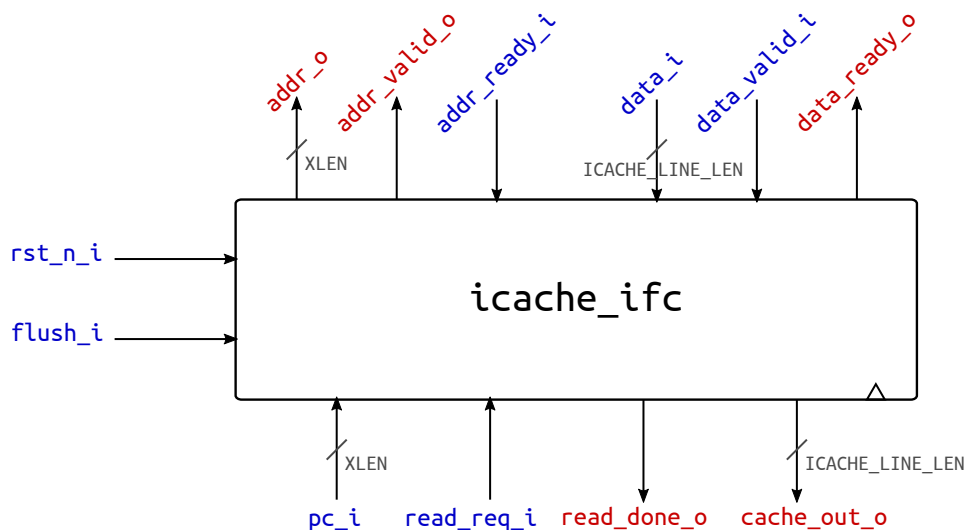 addr_o
addr_valid_o
addr_ready_i
data_i
data_valid_i
data_ready_o
XLEN
ICACHE_LINE_LEN
rst_n_i
icache_ifc
flush_i
XLEN
ICACHE_LINE_LEN
pc_i
read_req_i
read_done_o
cache_out_o